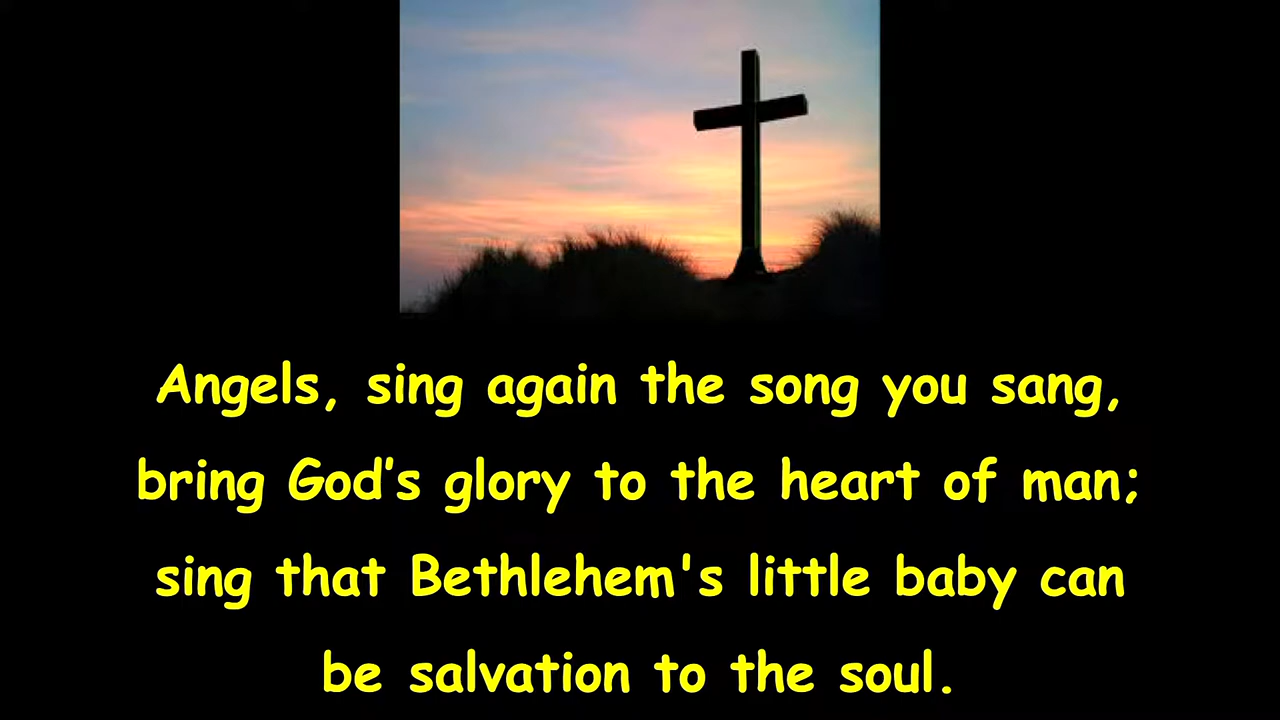 Angels, sing again the song you sang,
bring God’s glory to the heart of man;
sing that Bethlehem's little baby can
be salvation to the soul.